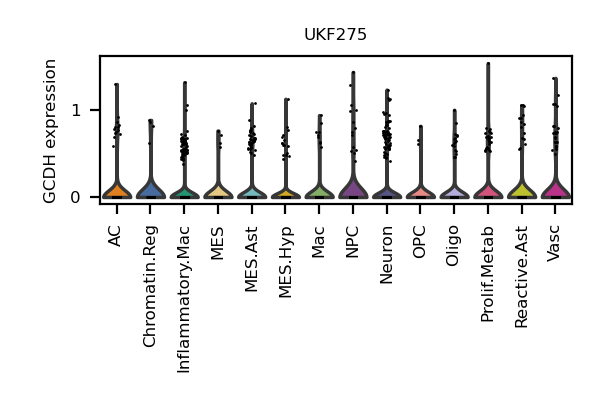 UKF275
GCDH expression
1
0
AC
Chromatin.Reg
Inflammatory.Mac
MES
MES.Ast
MES.Hyp
Mac
NPC
Neuron
OPC
Oligo
Prolif.Metab
Reactive.Ast
Vasc